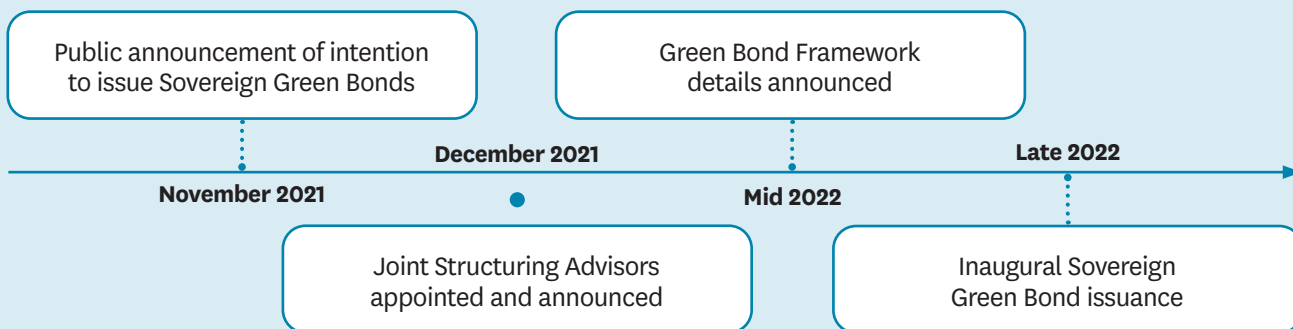 Public announcement of intention
to issue Sovereign Green Bonds
Green Bond Framework
details announced
December 2021
Late 2022
November 2021
Mid 2022
Joint Structuring Advisors
appointed and announced
Inaugural Sovereign
Green Bond issuance